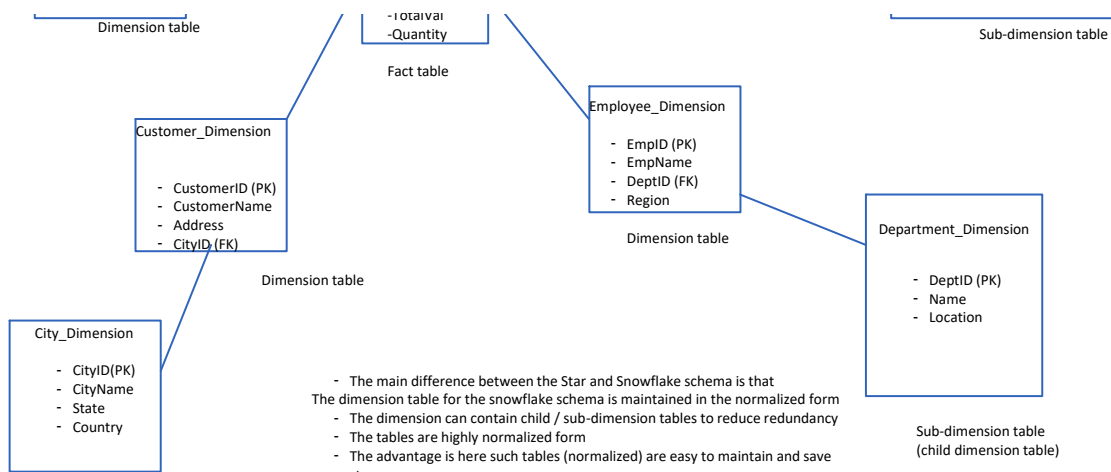 -TotalVal
-Quantity
Dimension table
Sub-dimension table
Fact table
Customer_Dimension
- CustomerID (PK)
- CustomerName
- Address
- CityID (FK)
Dimension table
Employee_Dimension
- EmpID (PK)
- EmpName
- DeptID (FK)
- Region
Dimension table
Department_Dimension
- DeptID (PK)
- Name
- Location
Sub-dimension table
(child dimension table)
City_Dimension
- CityID(PK)
- CityName
- State
- Country
- The main difference between the Star and Snowflake schema is that
The dimension table for the snowflake schema is maintained in the normalized form
- The dimension can contain child / sub-dimension tables to reduce redundancy
- The tables are highly normalized form
- The advantage is here such tables (normalized) are easy to maintain and save